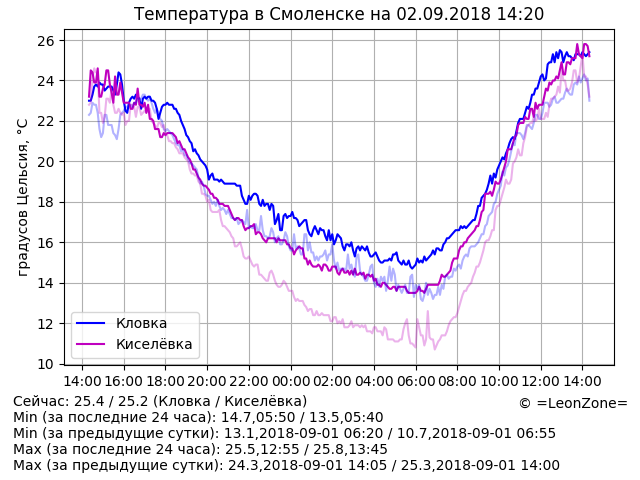 Температура в Смоленске на 02.09.2018 14:20
градусов Цельсия, °C
26
24
22
20
18
16
14
12
10
Кловка
Киселёвка
14:00 16:00 18:00 20:00 22:00 00:00 02:00 04:00 06:00 08:00 10:00 12:00 14:00
Сейчас: 25.4 / 25.2 (Кловка / Киселёвка)
© =LeonZone=
Min (за последние 24 часа): 14.7,05:50 / 13.5,05:40
Min (за предыдущие сутки): 13.1,2018-09-01 06:20 / 10.7,2018-09-01 06:55
Max (за последние 24 часа): 25.5,12:55 / 25.8,13:45
Max (за предыдущие сутки): 24.3,2018-09-01 14:05 / 25.3,2018-09-01 14:00